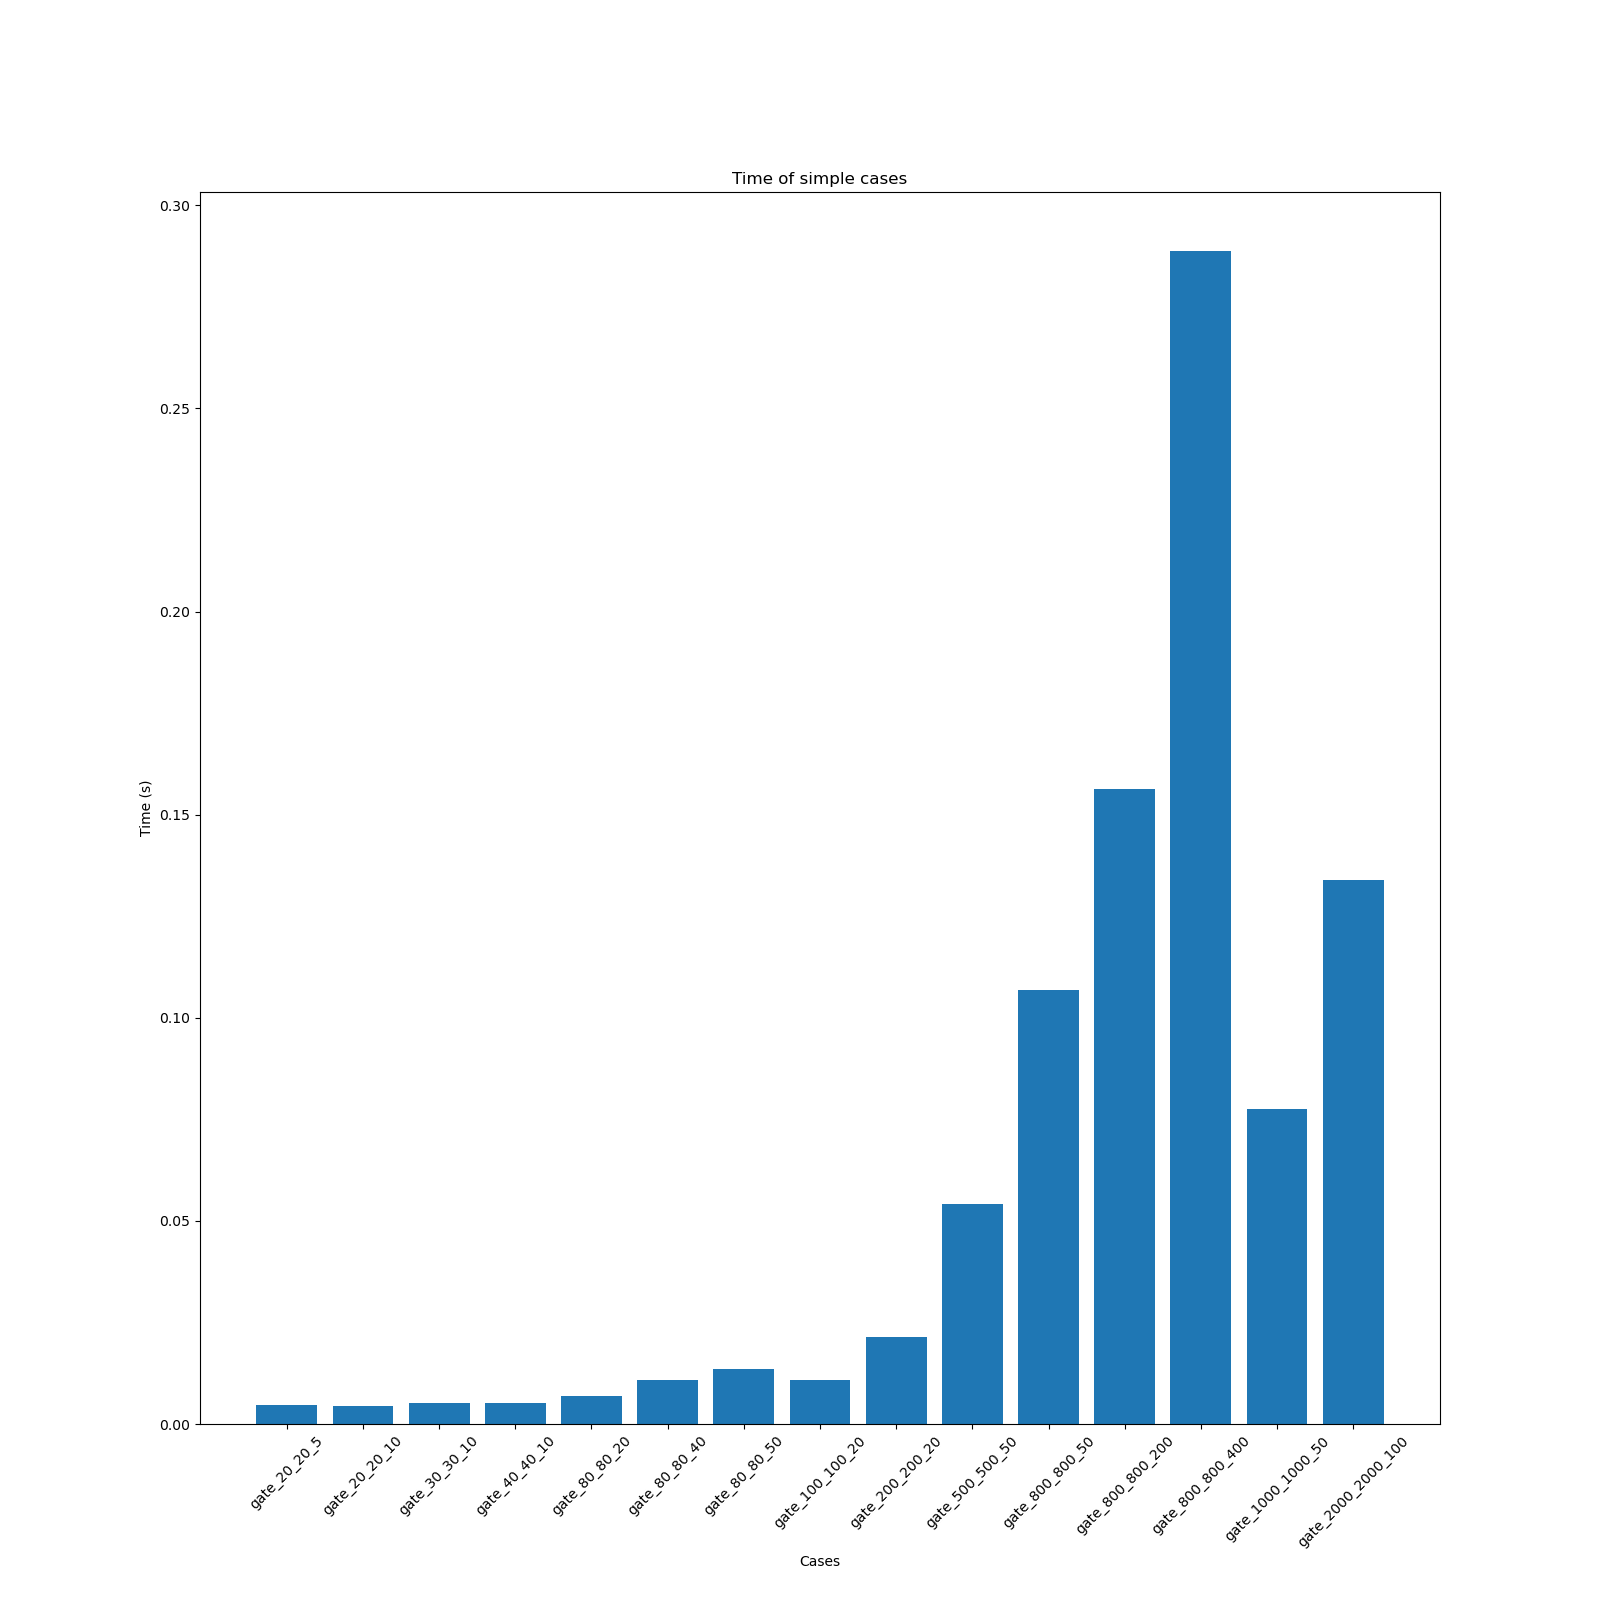 Time of simple cases
0.30
0.25
0.20
0.15
0.10
0.05
0.00
Time (s)
gate_20_20_5
gate_20_20_10
gate_30_30_10
gate_40_40_10
gate_80_80_20
gate_80_80_40
gate_80_80_50
gate_100_100_20
gate_200_200_20
gate_500_500_50
gate_800_800_50
gate_800_800_200
gate_800_800_400
gate_1000_1000_50
gate_2000_2000_100
Cases